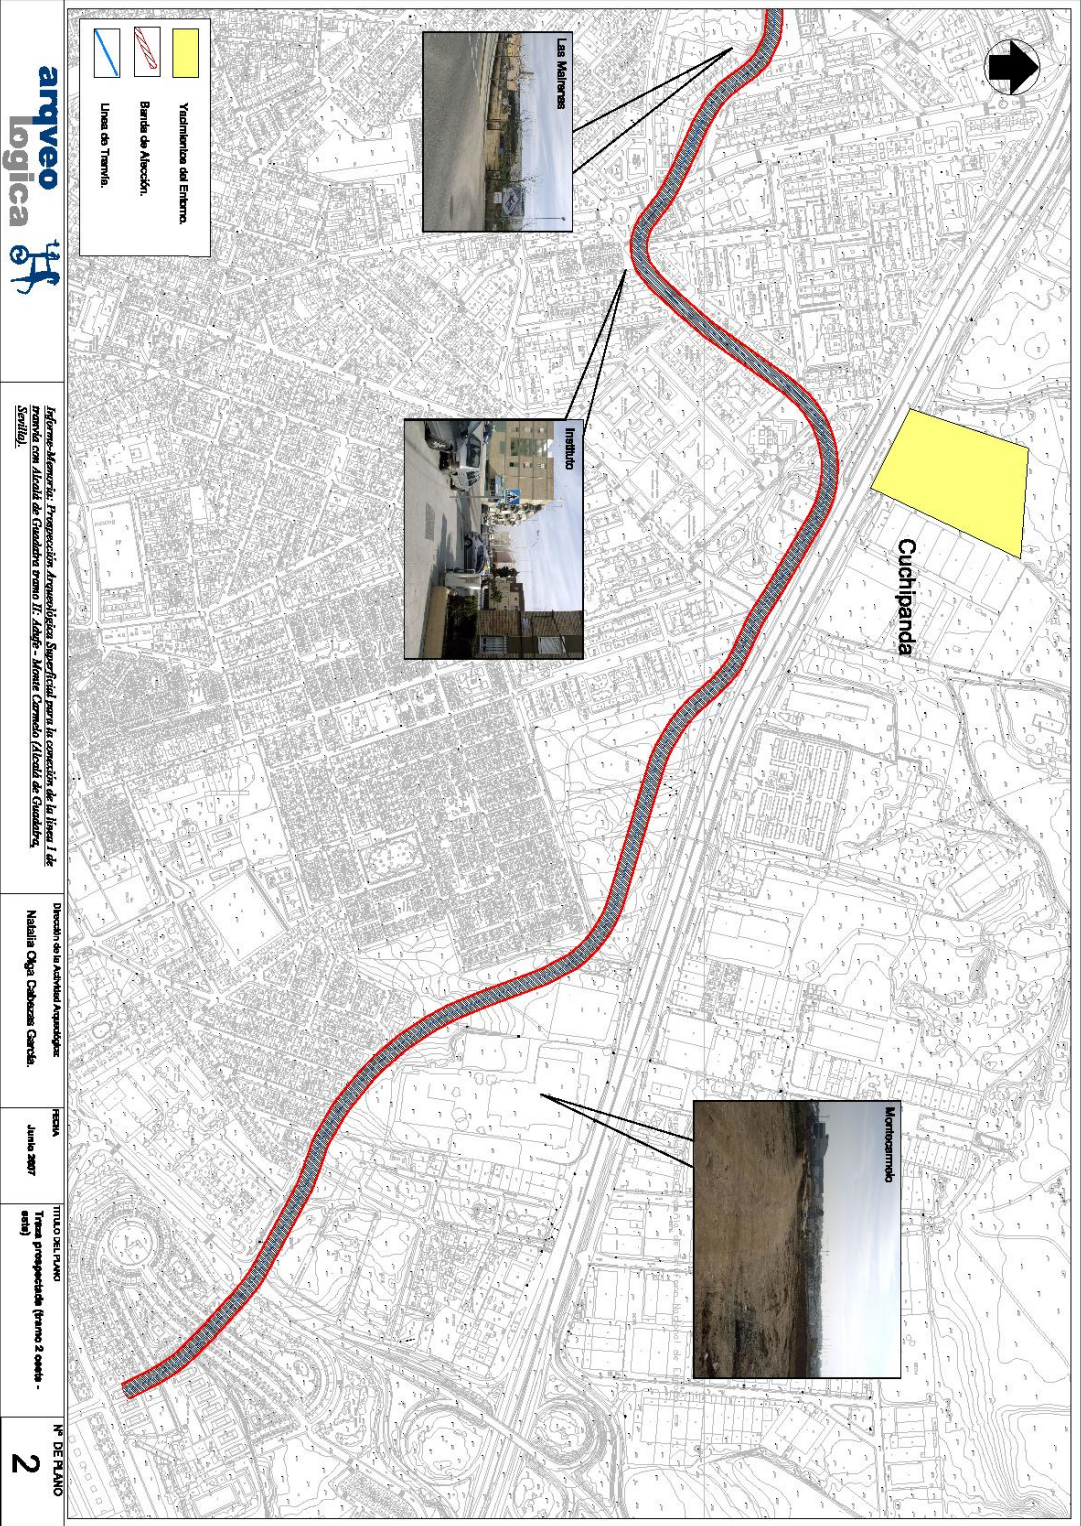 Las Mairenas
Instituto
Cuchipanda
Montecarmelo
Yacimientos del Entorno.
Banda de Afección.
Linea de Tranvía.
arqveo
logica
Informe-Memoria: Prospección Arqueológica Superficial para la conexión de la línea 1 de
tranvía con Alcalá de Guadaíra tramo II: Adufe - Monte Carmelo (Alcalá de Guadaíra,
Sevilla).
Dirección de la Actividad Arqueológica:
Natalia Olga Cabezas García.
FECHA
Junio 2007
TITULO DEL PLANO
Traza prospectada (tramo 2 oeste -
este)
Nº DE PLANO
2